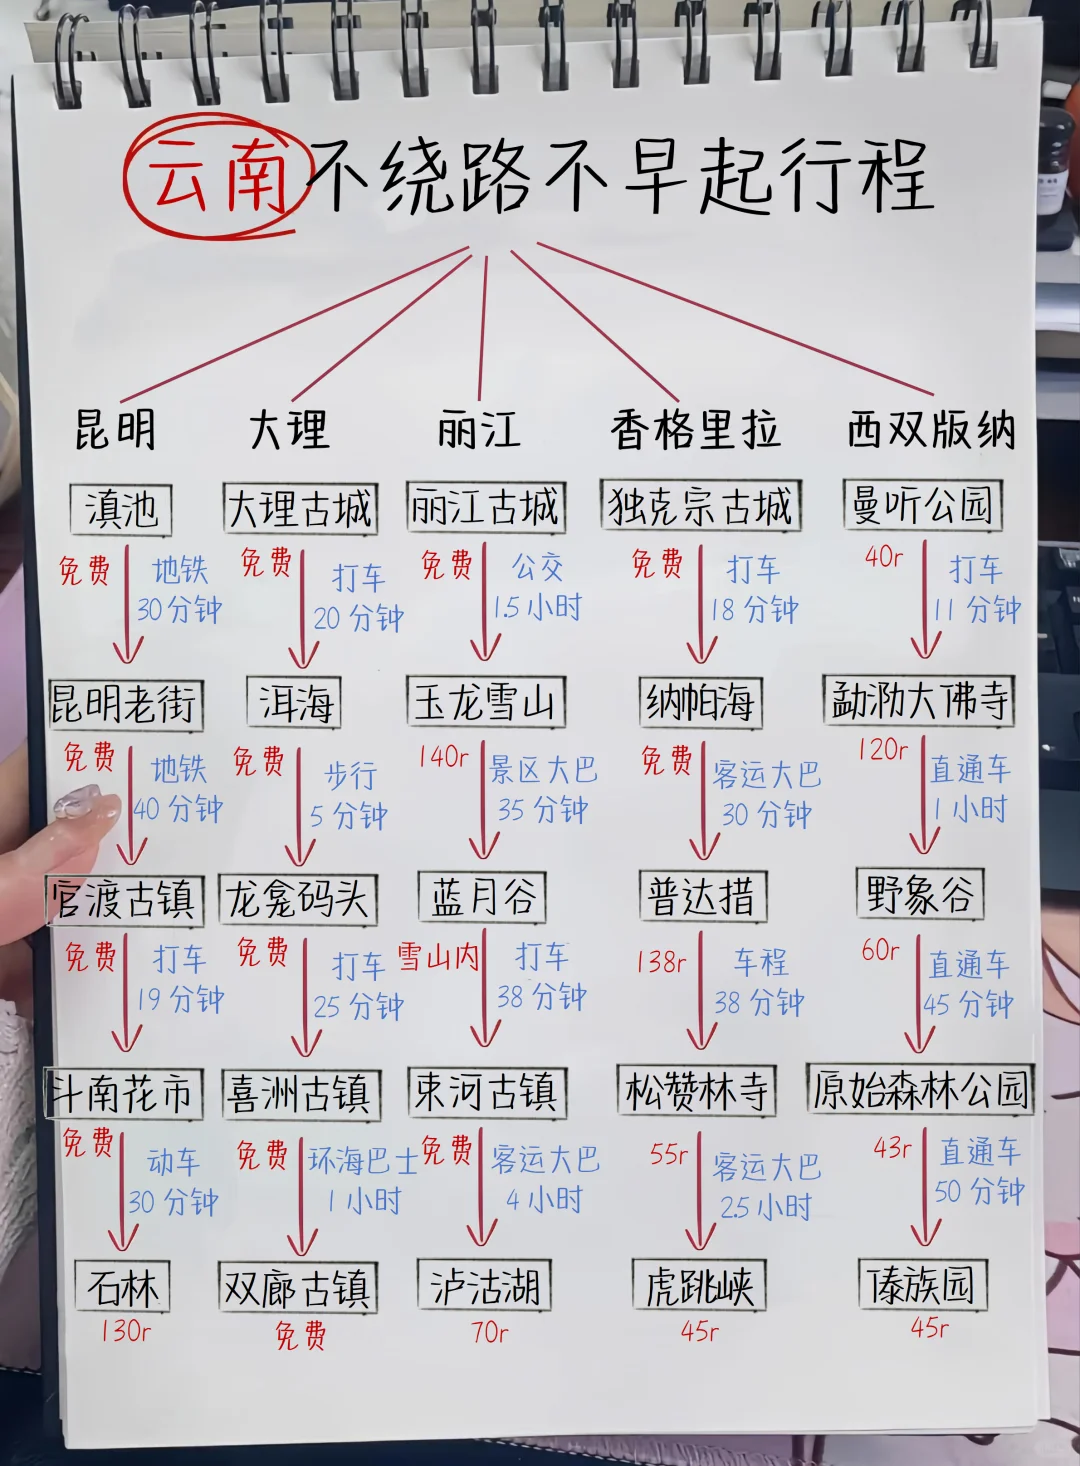 云南不绕路不早起行程
昆明
滇池
免费 地铁
30分钟
昆明老街
免费 地铁
40分钟
官渡古镇
免费 打车
19分钟
斗南花市
免费 动车
30分钟
石林
130r
大理
大理古城
免费 打车
20分钟
洱海
免费 步行
5分钟
龙龛码头
免费 打车
25分钟
喜洲古镇
免费 环海巴士
1小时
双廊古镇
免费
丽江
丽江古城
免费 公交
1.5小时
玉龙雪山
140r 景区大巴
35分钟
蓝月谷
雪山内 打车
38分钟
束河古镇
免费 客运大巴
4小时
泸沽湖
70r
香格里拉
独克宗古城
免费 打车
18分钟
纳帕海
免费 客运大巴
30分钟
普达措
138r 车程
38分钟
松赞林寺
55r 客运大巴
2.5小时
虎跳峡
45r
西双版纳
曼听公园
40r 打车
11分钟
勐泐大佛寺
120r 直通车
1小时
野象谷
60r 直通车
45分钟
原始森林公园
43r 直通车
50分钟
傣族园
45r